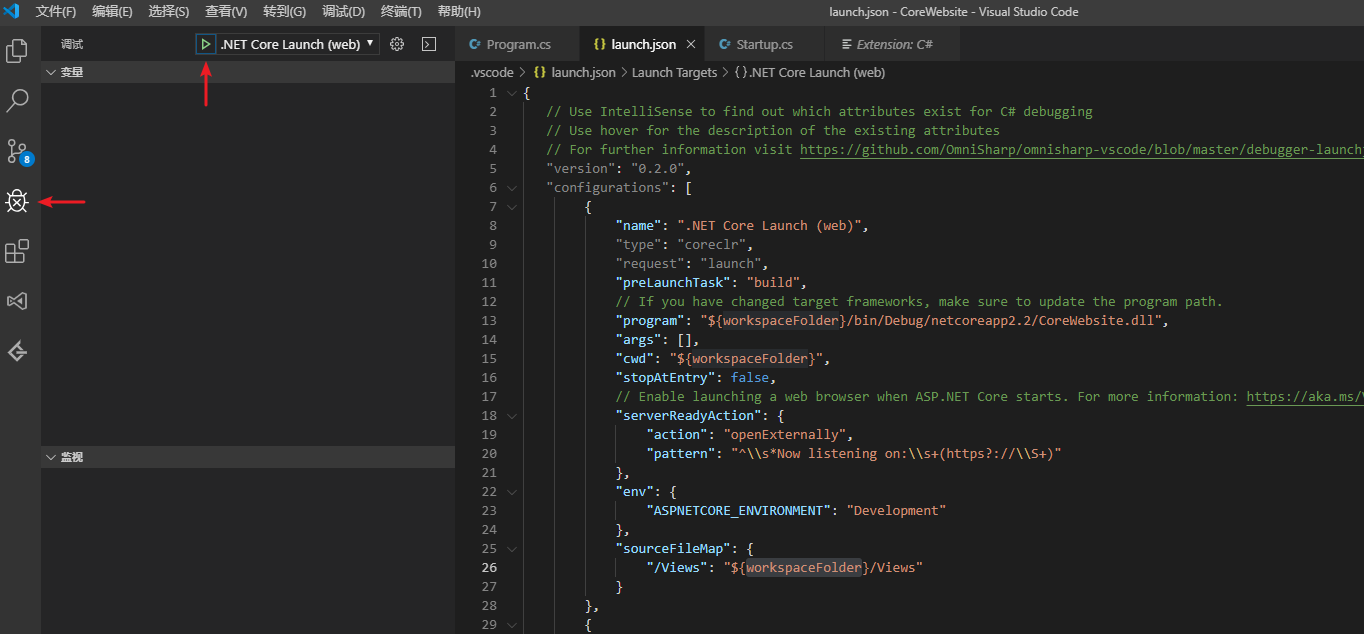 文件(F) 编辑(E) 选择(S) 查看(V) 转到(G) 调试(D) 终端(T) 帮助(H) launch.json - CoreWebsite - Visual Studio Code
调试 .NET Core Launch (web)
C# Program.cs {} launch.json × C# Startup.cs Extension: C#
变量
.vscode > {} launch.json > Launch Targets > {} .NET Core Launch (web)
8
监视
1 {
2 // Use IntelliSense to find out which attributes exist for C# debugging
3 // Use hover for the description of the existing attributes
4 // For further information visit https://github.com/OmniSharp/omnisharp-vscode/blob/master/debugger-launch
5 "version": "0.2.0",
6 "configurations": [
7 {
8 "name": ".NET Core Launch (web)",
9 "type": "coreclr",
10 "request": "launch",
11 "preLaunchTask": "build",
12 // If you have changed target frameworks, make sure to update the program path.
13 "program": "${workspaceFolder}/bin/Debug/netcoreapp2.2/CoreWebsite.dll",
14 "args": [],
15 "cwd": "${workspaceFolder}",
16 "stopAtEntry": false,
17 // Enable launching a web browser when ASP.NET Core starts. For more information: https://aka.ms/
18 "serverReadyAction": {
19 "action": "openExternally",
20 "pattern": "^\\s*Now listening on:\\s+(https?://\\S+)"
21 },
22 "env": {
23 "ASPNETCORE_ENVIRONMENT": "Development"
24 },
25 "sourceFileMap": {
26 "/Views": "${workspaceFolder}/Views"
27 }
28 },
29 {